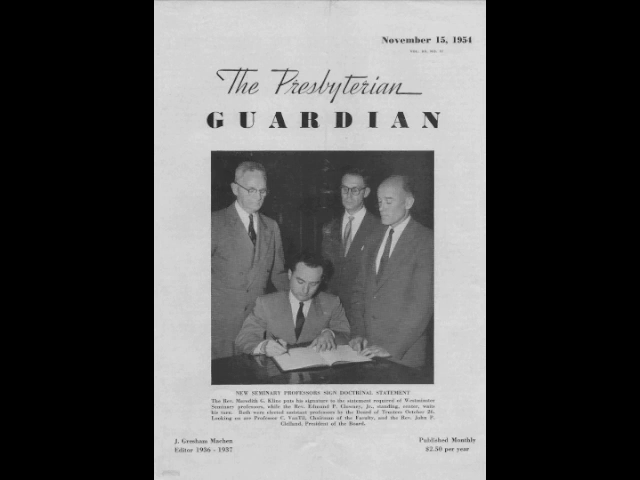 November 15, 1954
The Presbyterian
GUARDIAN
NEW SEMINARY PROFESSORS SIGN DOCTRINAL STATEMENT
The Rev. Meredith G. Kline puts his signature to the statement required of Westminster
Seminary professors, while the Rev. Edmund P. Clowney, Jr., standing, center, waits
his turn. Both were elected assistant professors by the Board of Trustees October 26.
Looking on are Professor C. VanTil, Chairman of the Faculty, and the Rev. John P.
Clelland, President of the Board.
J. Gresham Machen
Editor 1936 - 1937
Published Monthly
$2.50 per year